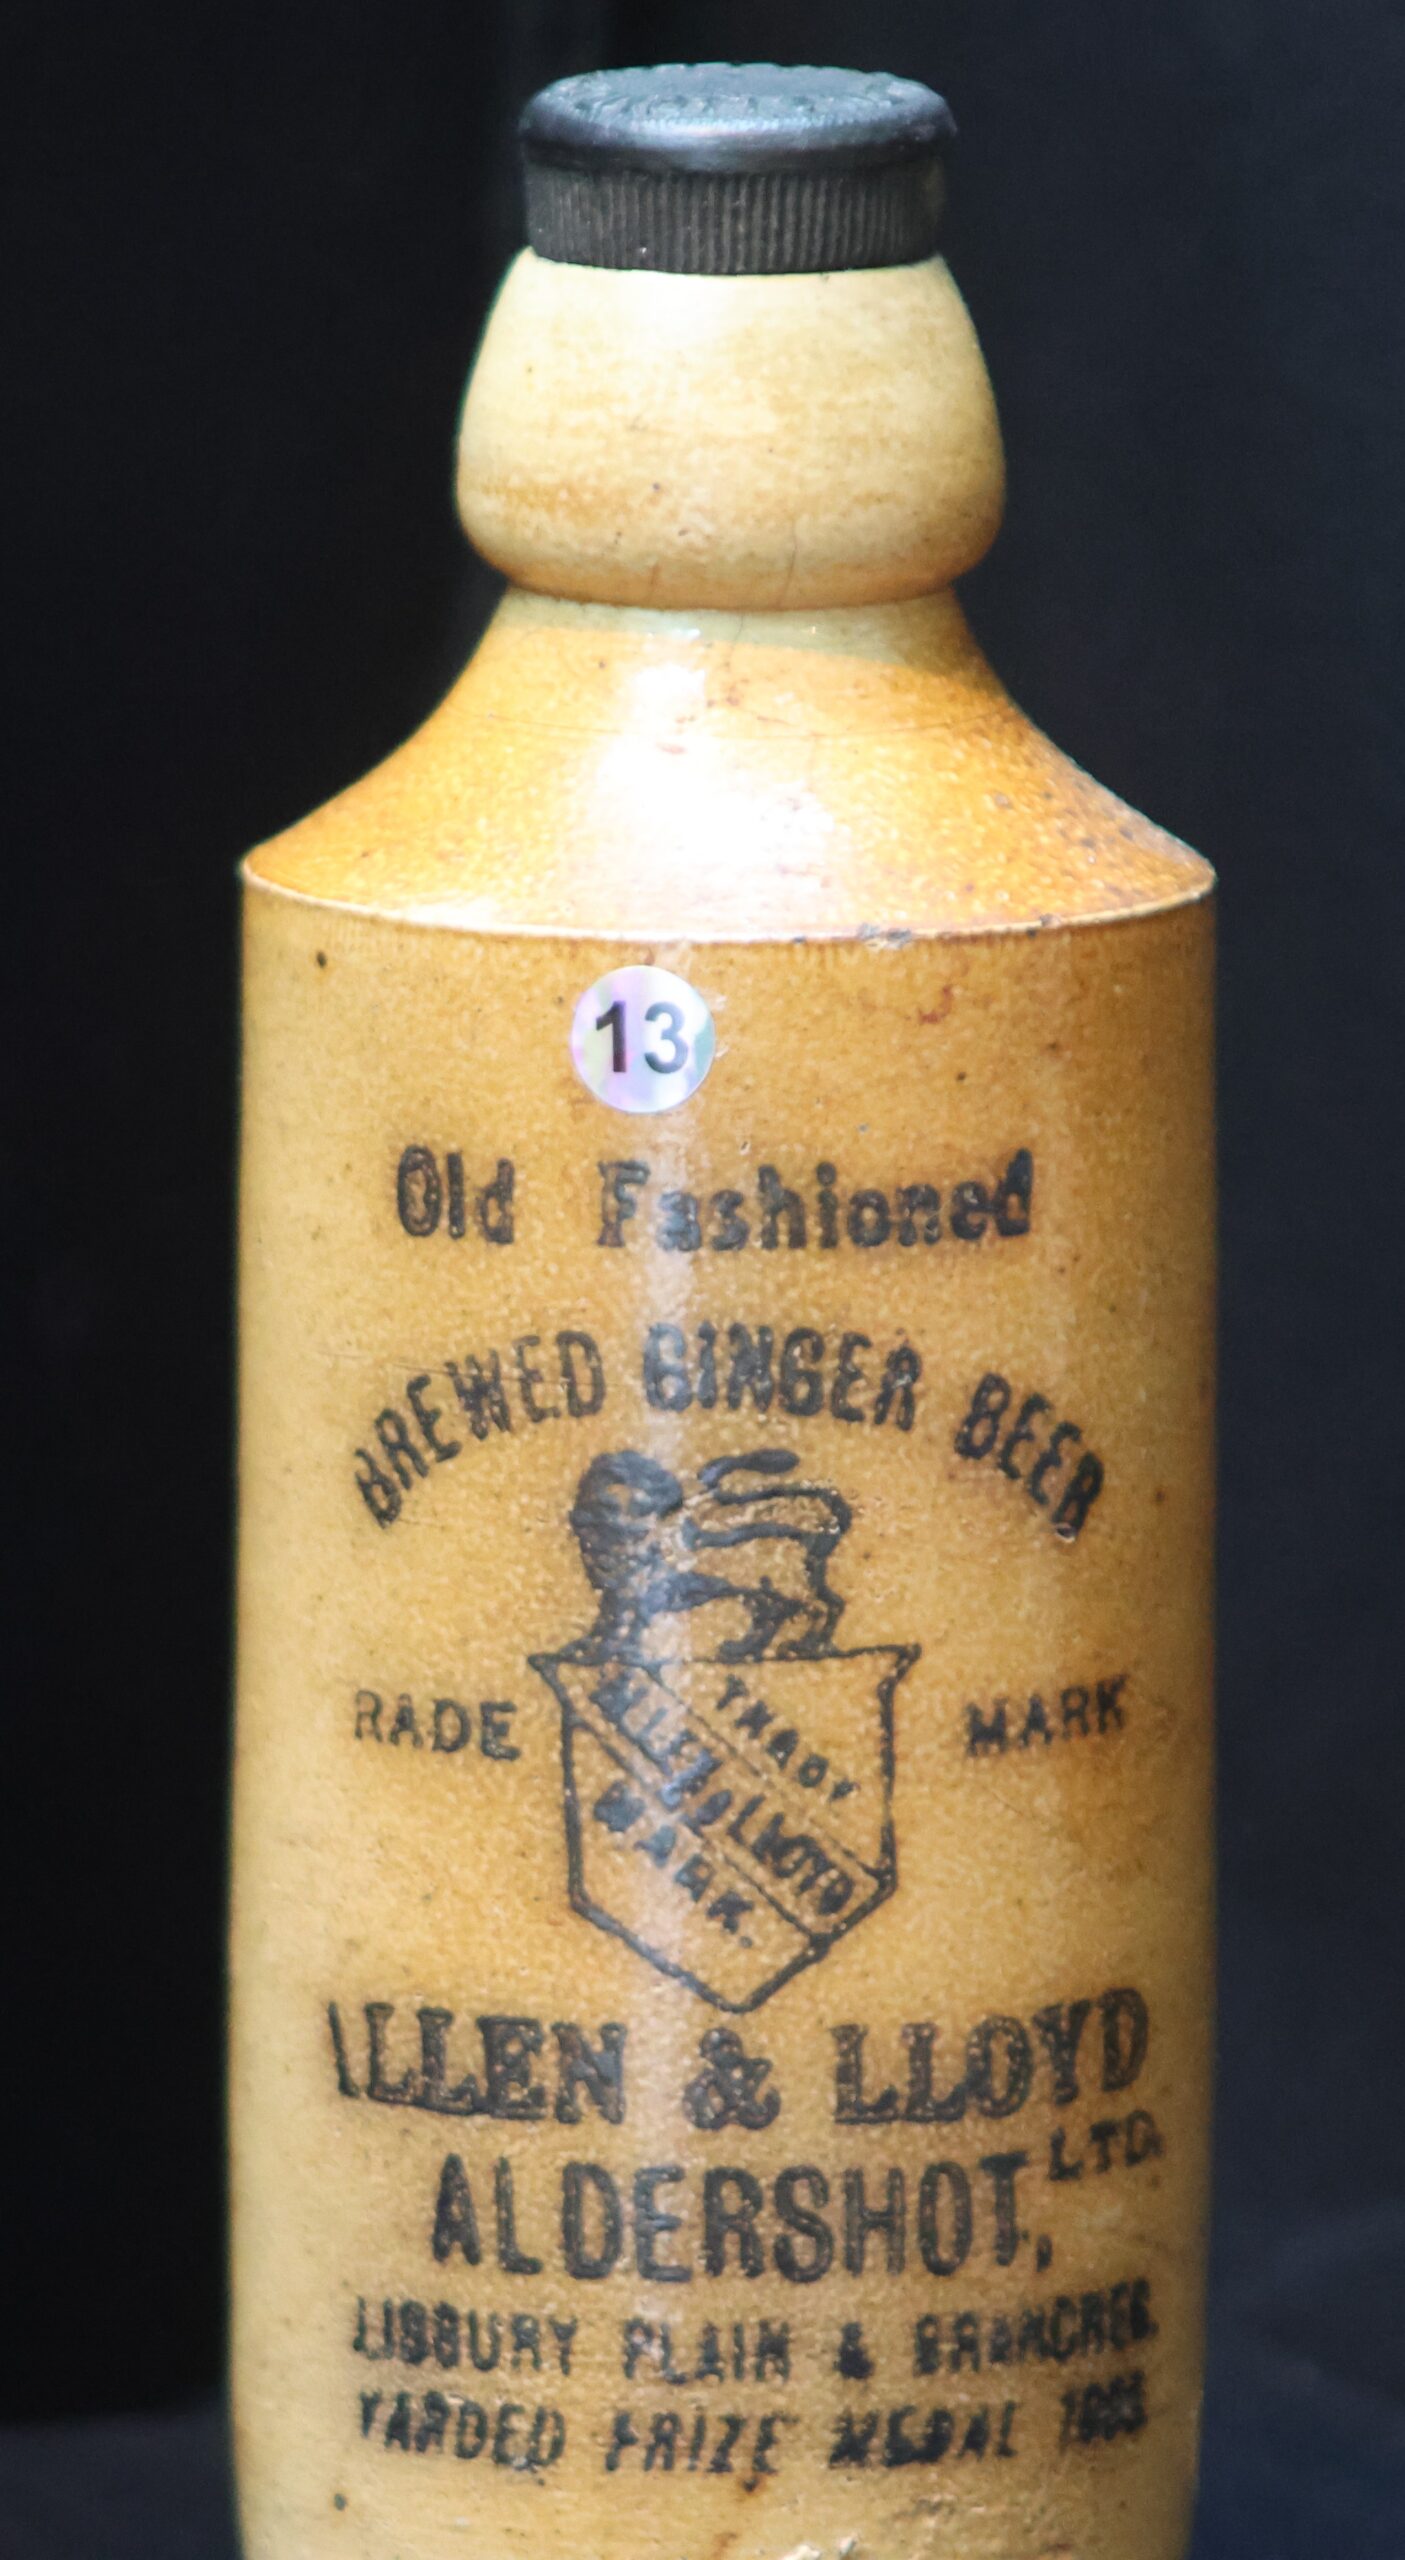 13
Old Fashioned
BREWED GINGER BEER
RADE MARK
TRADE
ALLEN & LLOYD
MARK.
ALLEN & LLOYD
LTD.
ALDERSHOT,
LISBURY PLAIN & BRANCHES.
WARDED PRIZE MEDAL